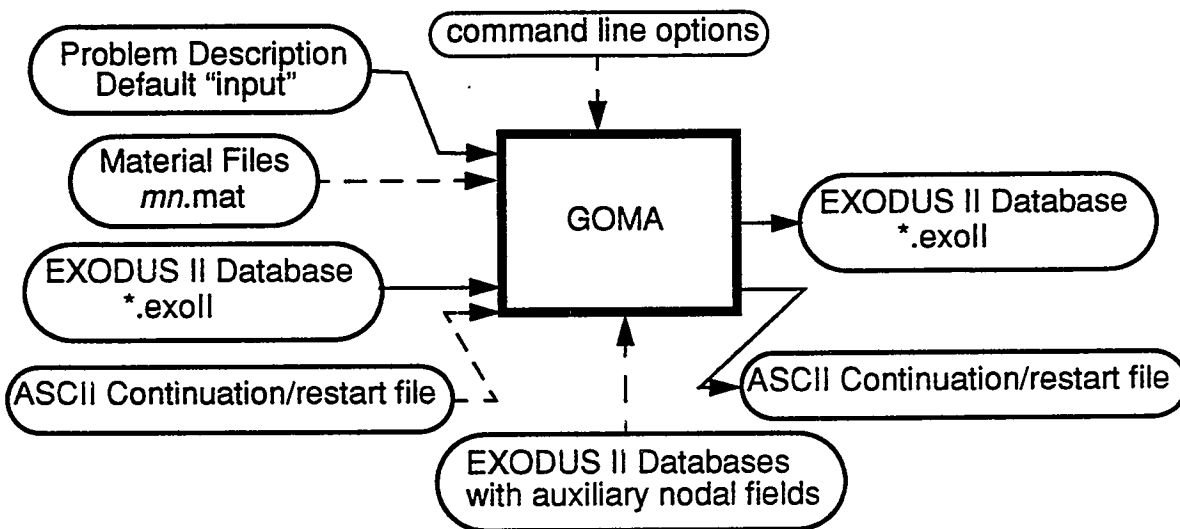 command line options
Problem Description
Default “input”
Material Files
mn.mat
GOMA
EXODUS II Database
*.exoII
EXODUS II Database
*.exoII
ASCII Continuation/restart file
ASCII Continuation/restart file
EXODUS II Databases
with auxiliary nodal fields